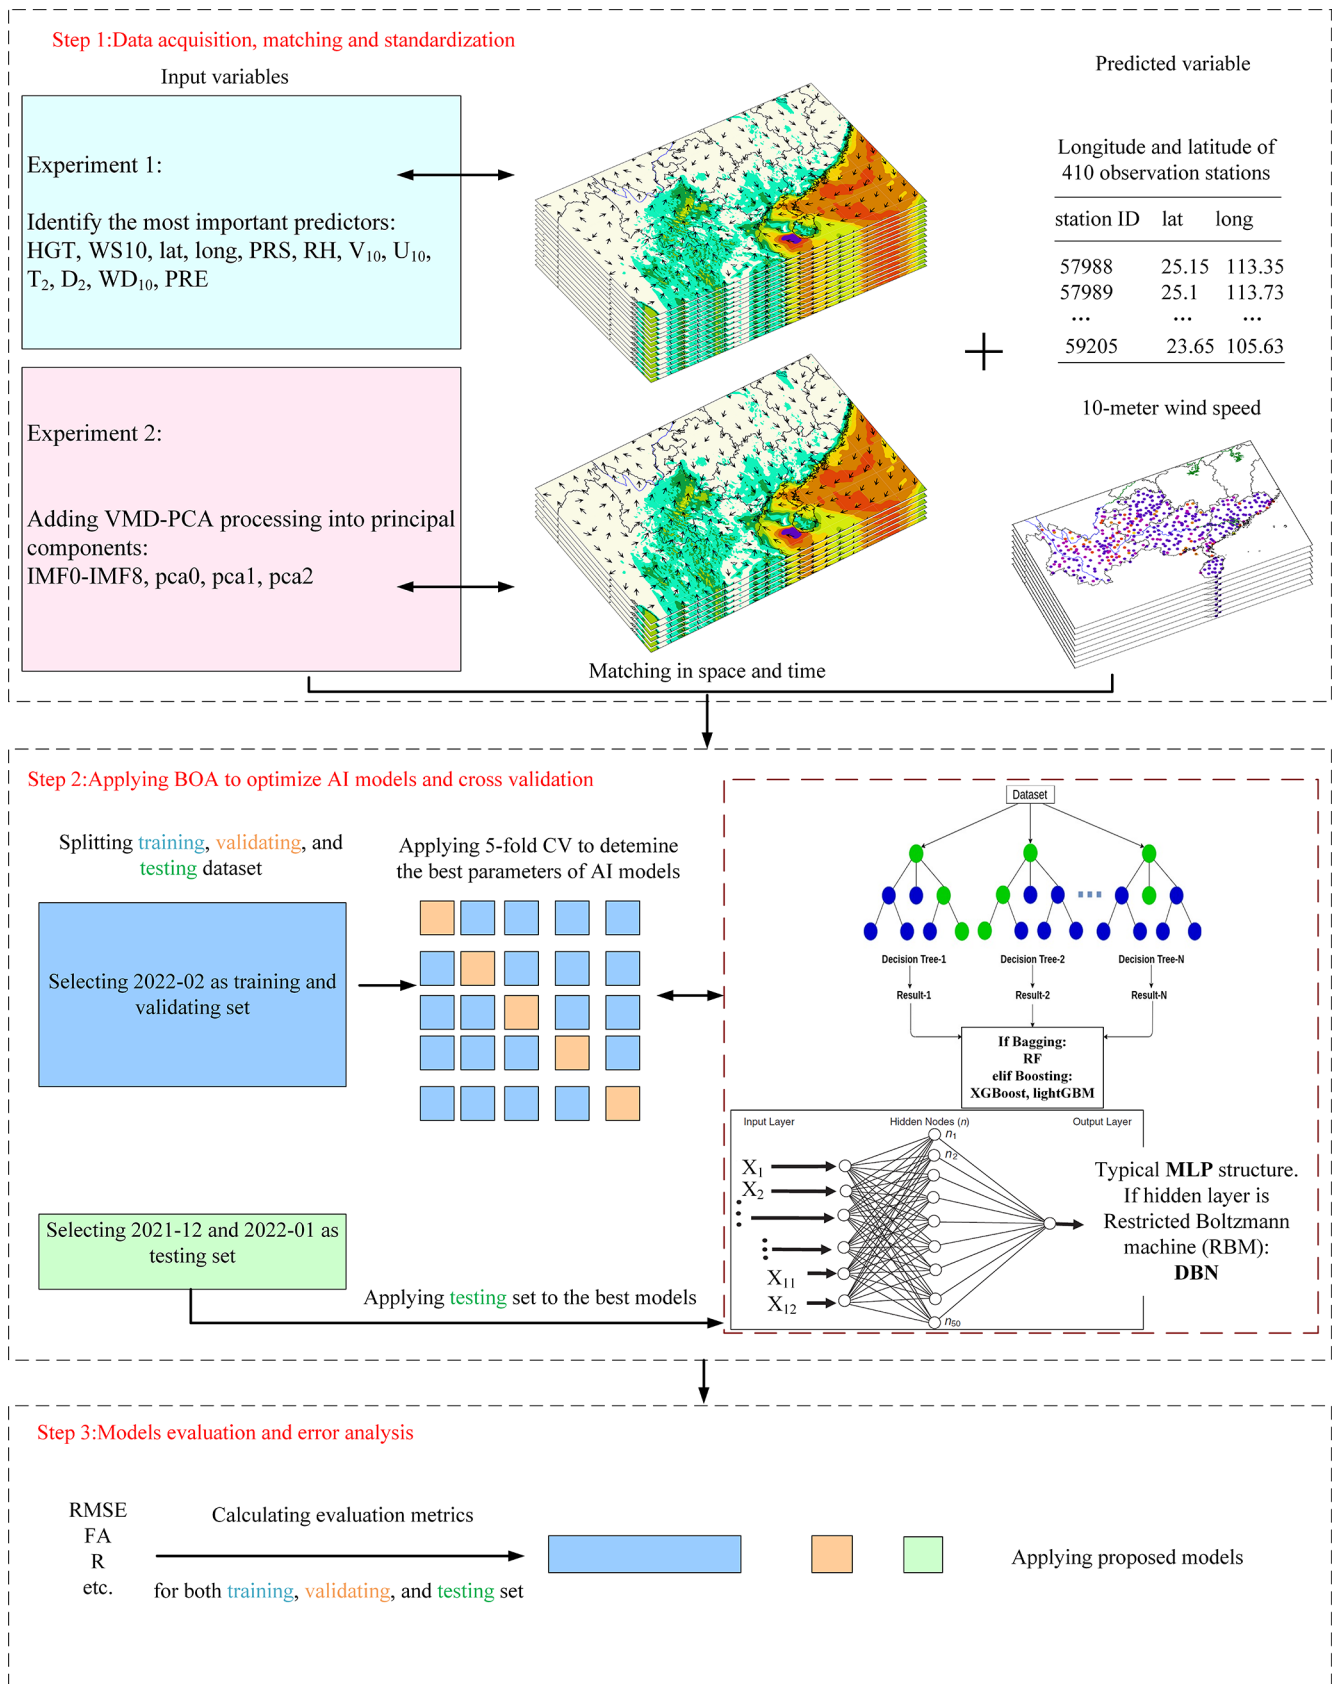 Step 1:Data acquisition, matching and standardization
Input variables
Experiment 1:
Identify the most important predictors:
HGT, WS10, lat, long, PRS, RH, V10, U10,
T2, D2, WD10, PRE
Experiment 2:
Adding VMD-PCA processing into principal
components:
IMF0-IMF8, pca0, pca1, pca2
Predicted variable
Longitude and latitude of
410 observation stations
station ID lat long
57988 25.15 113.35
57989 25.1 113.73
... ... ...
59205 23.65 105.63
10-meter wind speed
Matching in space and time
Step 2:Applying BOA to optimize AI models and cross validation
Splitting training, validating, and
testing dataset
Selecting 2022-02 as training and
validating set
Applying 5-fold CV to detemine
the best parameters of AI models
Selecting 2021-12 and 2022-01 as
testing set
Applying testing set to the best models
Dataset
Decision Tree-1 Decision Tree-2 Decision Tree-N
Result-1 Result-2 Result-N
If Bagging:
RF
elif Boosting:
XGBoost, lightGBM
Input Layer Hidden Nodes (n) Output Layer
n1
n2
n50
X1
X2
X11
X12
Typical MLP structure.
If hidden layer is
Restricted Boltzmann
machine (RBM):
DBN
Step 3:Models evaluation and error analysis
RMSE
FA
R
etc.
Calculating evaluation metrics
for both training, validating, and testing set
Applying proposed models